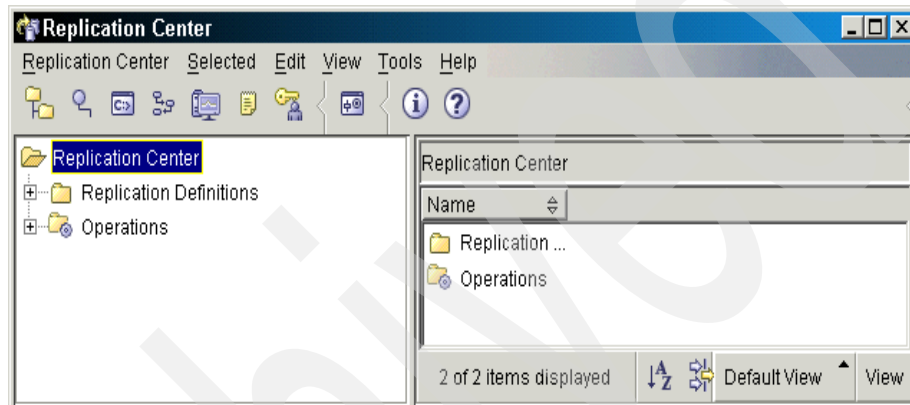 Replication Center
Replication Center Selected Edit View Tools Help
Replication Center
Replication Definitions
Operations
Replication Center
Name
Replication ...
Operations
2 of 2 items displayed
Default View
View